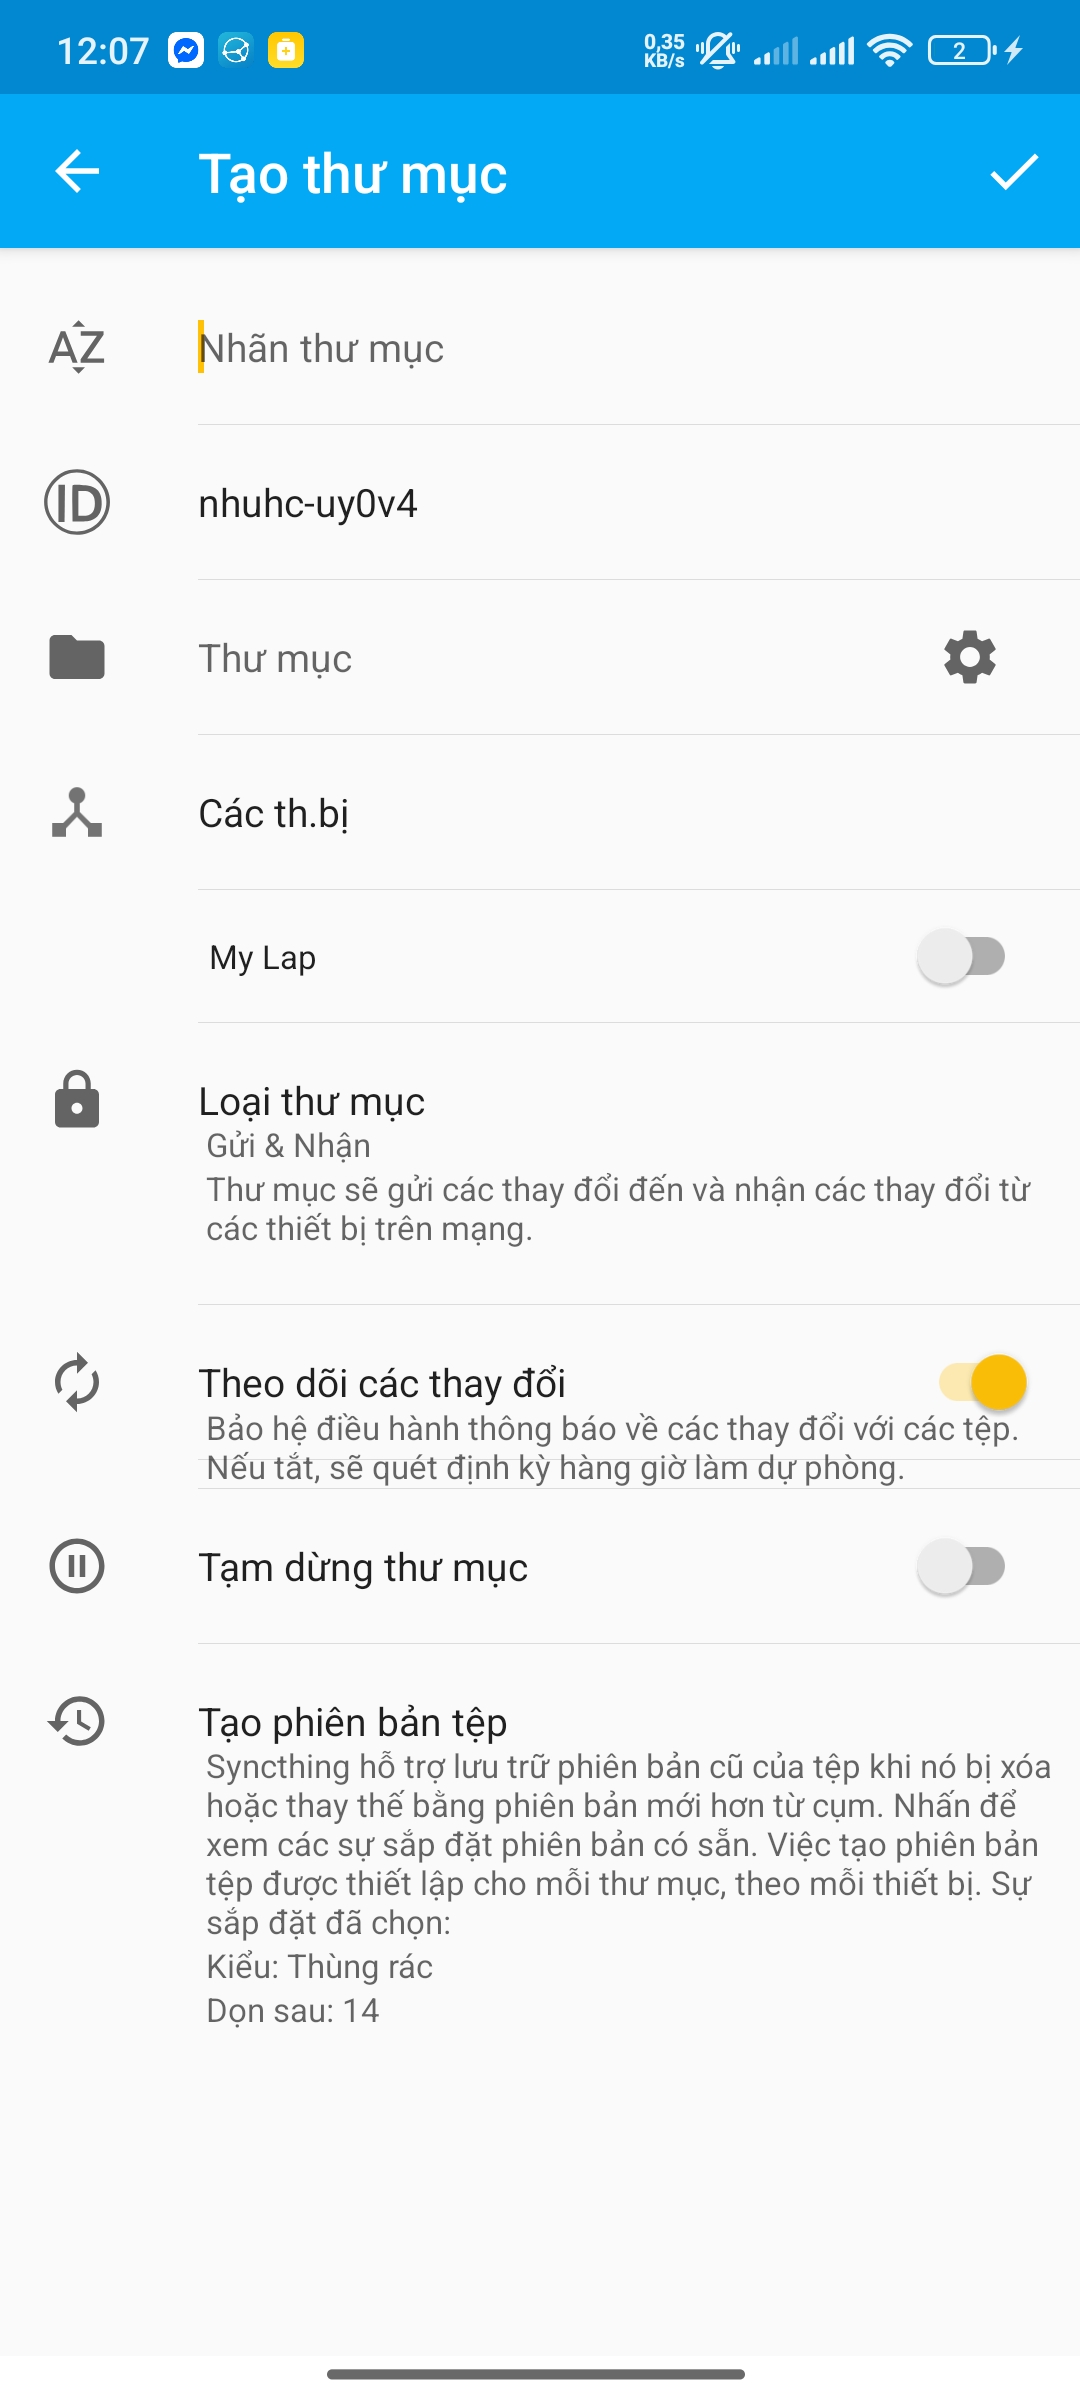 12:07
0,35
KB/s
2
Tạo thư mục
AZ
Nhãn thư mục
ID
nhuhc-uy0v4
Thư mục
Các th.bị
My Lap
Loại thư mục
Gửi & Nhận
Thư mục sẽ gửi các thay đổi đến và nhận các thay đổi từ
các thiết bị trên mạng.
Theo dõi các thay đổi
Bảo hệ điều hành thông báo về các thay đổi với các tệp.
Nếu tắt, sẽ quét định kỳ hàng giờ làm dự phòng.
Tạm dừng thư mục
Tạo phiên bản tệp
Syncthing hỗ trợ lưu trữ phiên bản cũ của tệp khi nó bị xóa
hoặc thay thế bằng phiên bản mới hơn từ cụm. Nhấn để
xem các sự sắp đặt phiên bản có sẵn. Việc tạo phiên bản
tệp được thiết lập cho mỗi thư mục, theo mỗi thiết bị. Sự
sắp đặt đã chọn:
Kiểu: Thùng rác
Dọn sau: 14